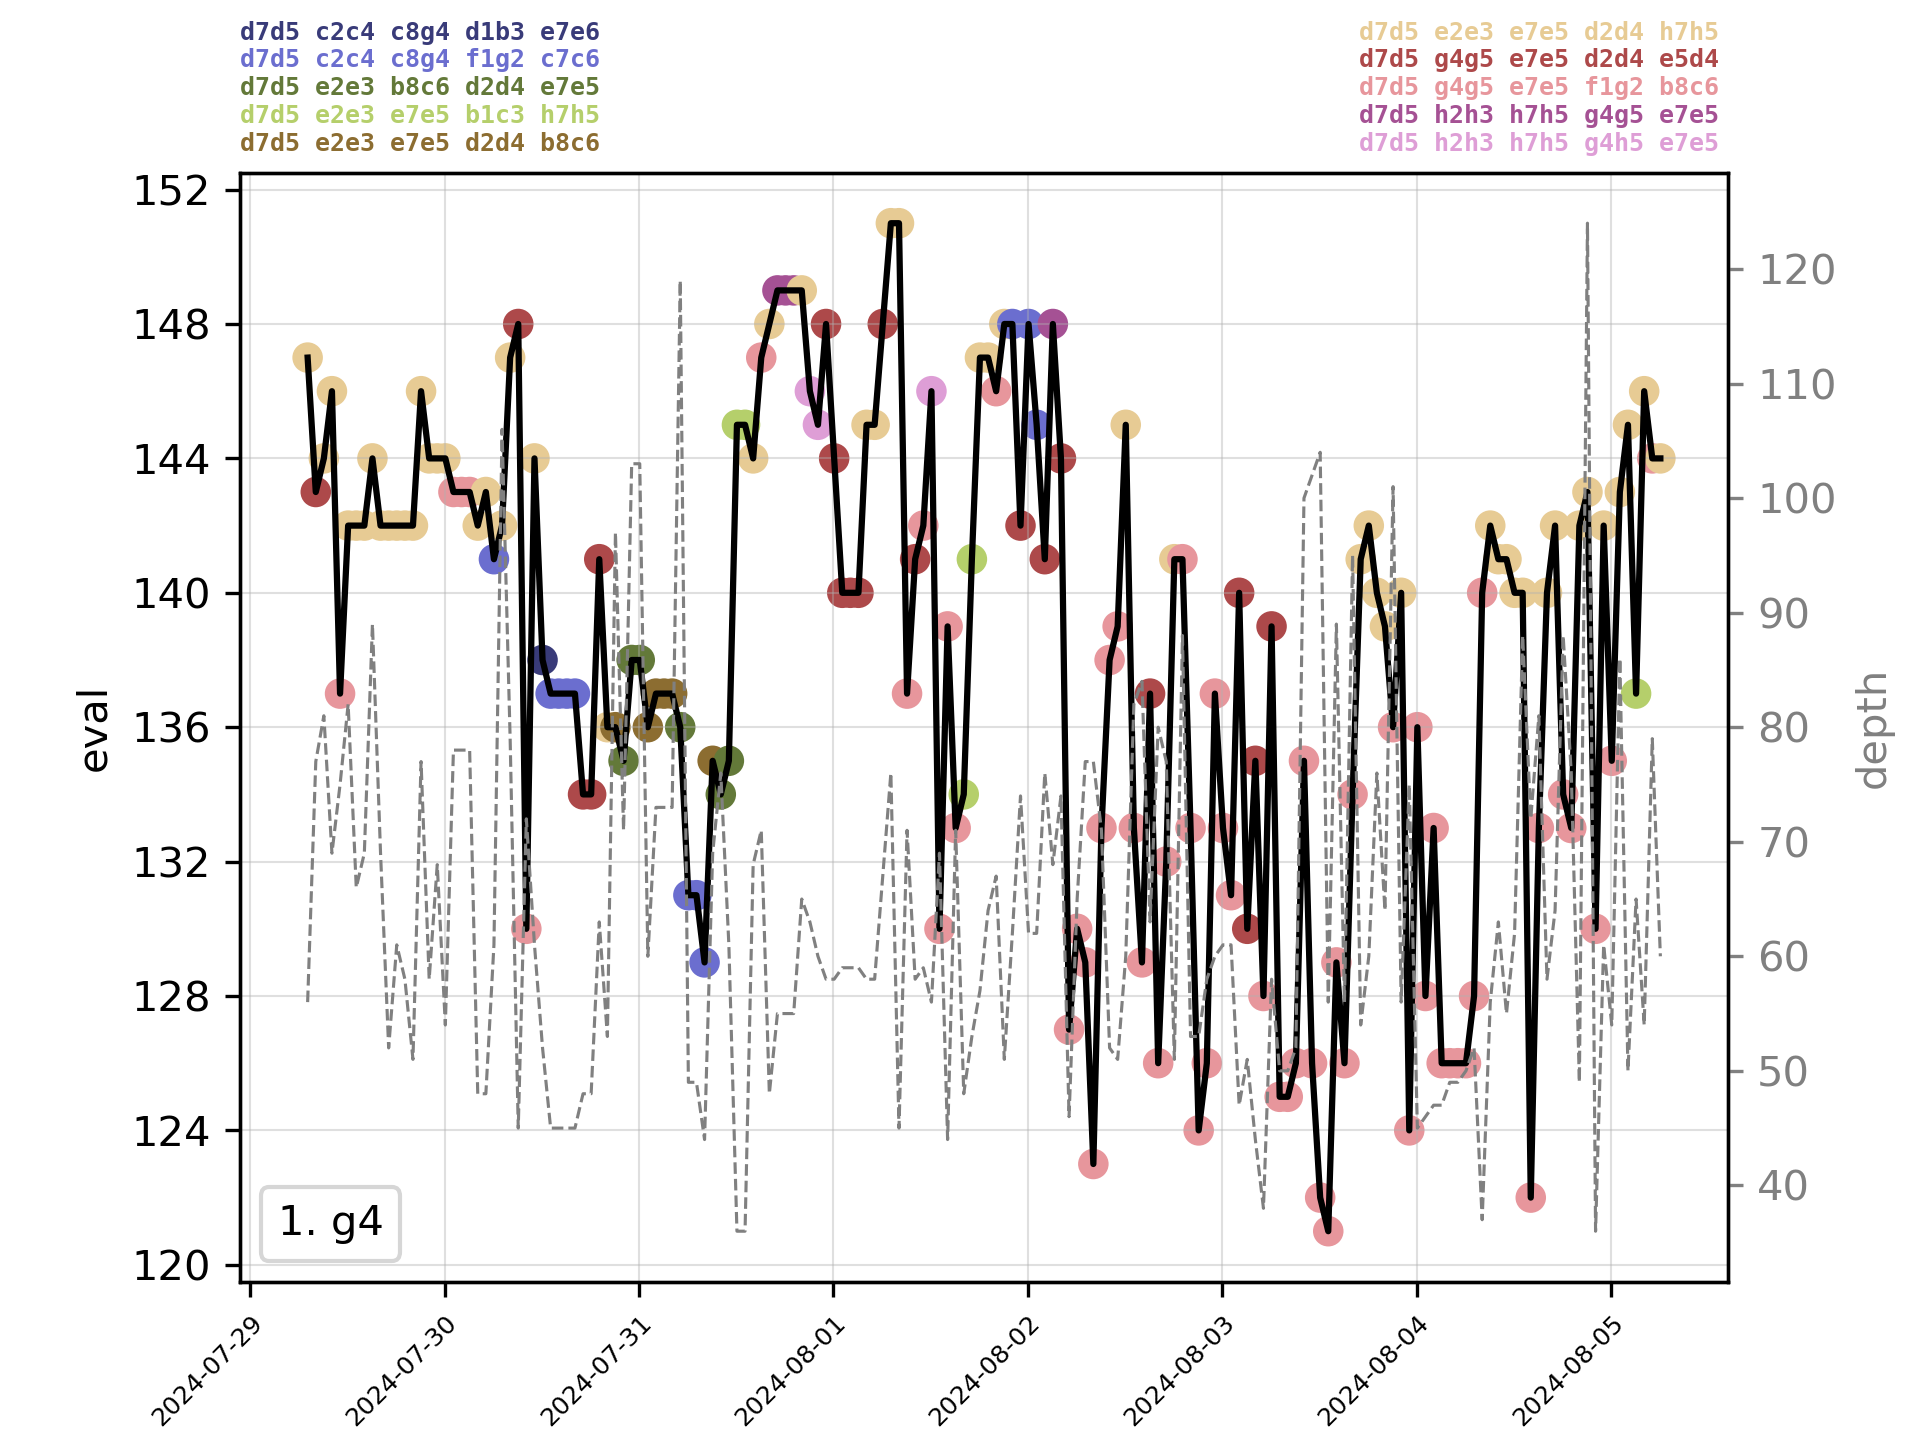 d7d5 c2c4 c8g4 d1b3 e7e6
d7d5 c2c4 c8g4 f1g2 c7c6
d7d5 e2e3 b8c6 d2d4 e7e5
d7d5 e2e3 e7e5 b1c3 h7h5
d7d5 e2e3 e7e5 d2d4 b8c6
d7d5 e2e3 e7e5 d2d4 h7h5
d7d5 g4g5 e7e5 d2d4 e5d4
d7d5 g4g5 e7e5 f1g2 b8c6
d7d5 h2h3 h7h5 g4g5 e7e5
d7d5 h2h3 h7h5 g4h5 e7e5
152
148
144
140
136
132
128
124
120
eval
120
110
100
90
80
70
60
50
40
depth
1. g4
2024-07-29
2024-07-30
2024-07-31
2024-08-01
2024-08-02
2024-08-03
2024-08-04
2024-08-05